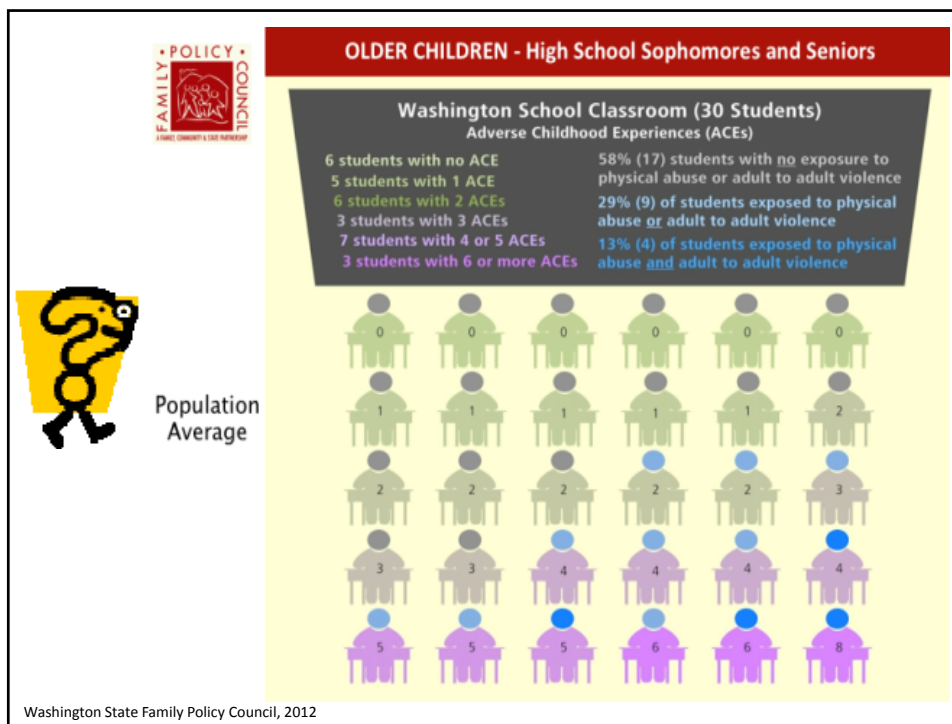 • POLICY •
FAMILY
COUNCIL
A FAMILY, COMMUNITY & STATE PARTNERSHIP
OLDER CHILDREN - High School Sophomores and Seniors
Washington School Classroom (30 Students)
Adverse Childhood Experiences (ACEs)
6 students with no ACE
5 students with 1 ACE
6 students with 2 ACEs
3 students with 3 ACEs
7 students with 4 or 5 ACEs
3 students with 6 or more ACEs
58% (17) students with no exposure to
physical abuse or adult to adult violence
29% (9) of students exposed to physical
abuse or adult to adult violence
13% (4) of students exposed to physical
abuse and adult to adult violence
Population
Average
0 0 0 0 0 0
1 1 1 1 1 2
2 2 2 2 2 3
3 3 4 4 4 4
5 5 5 6 6 8
Washington State Family Policy Council, 2012